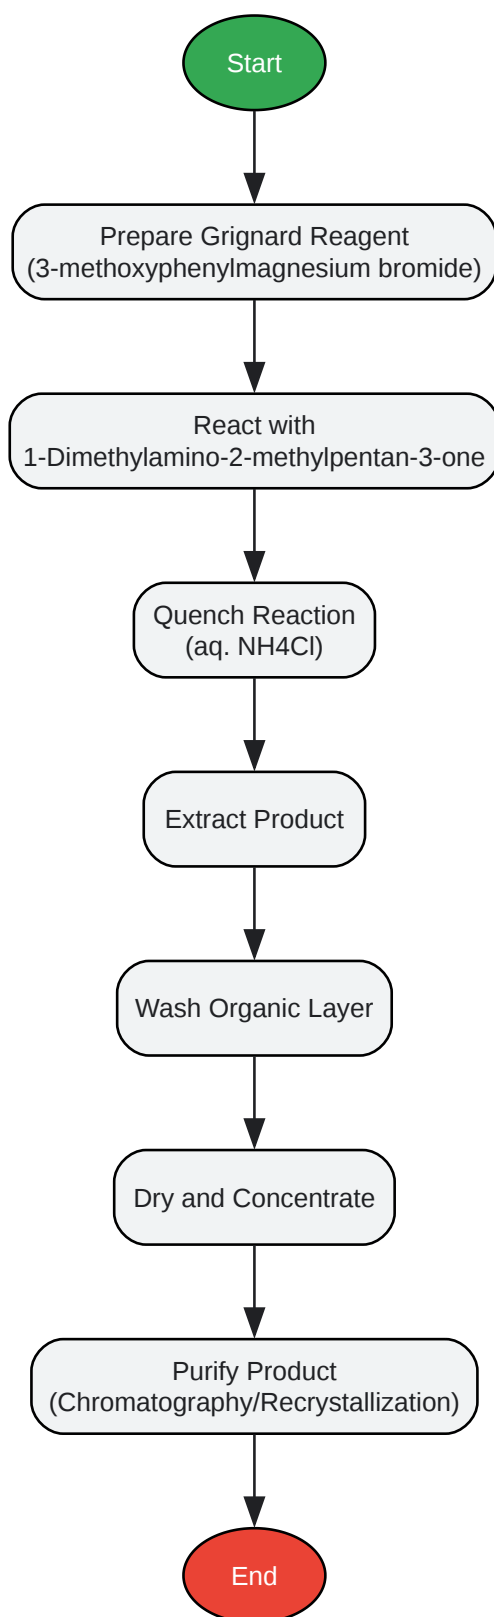 Start
Prepare Grignard Reagent
(3-methoxyphenylmagnesium bromide)
React with
1-Dimethylamino-2-methylpentan-3-one
Quench Reaction
(aq. NH4Cl)
Extract Product
Wash Organic Layer
Dry and Concentrate
Purify Product
(Chromatography/Recrystallization)
End